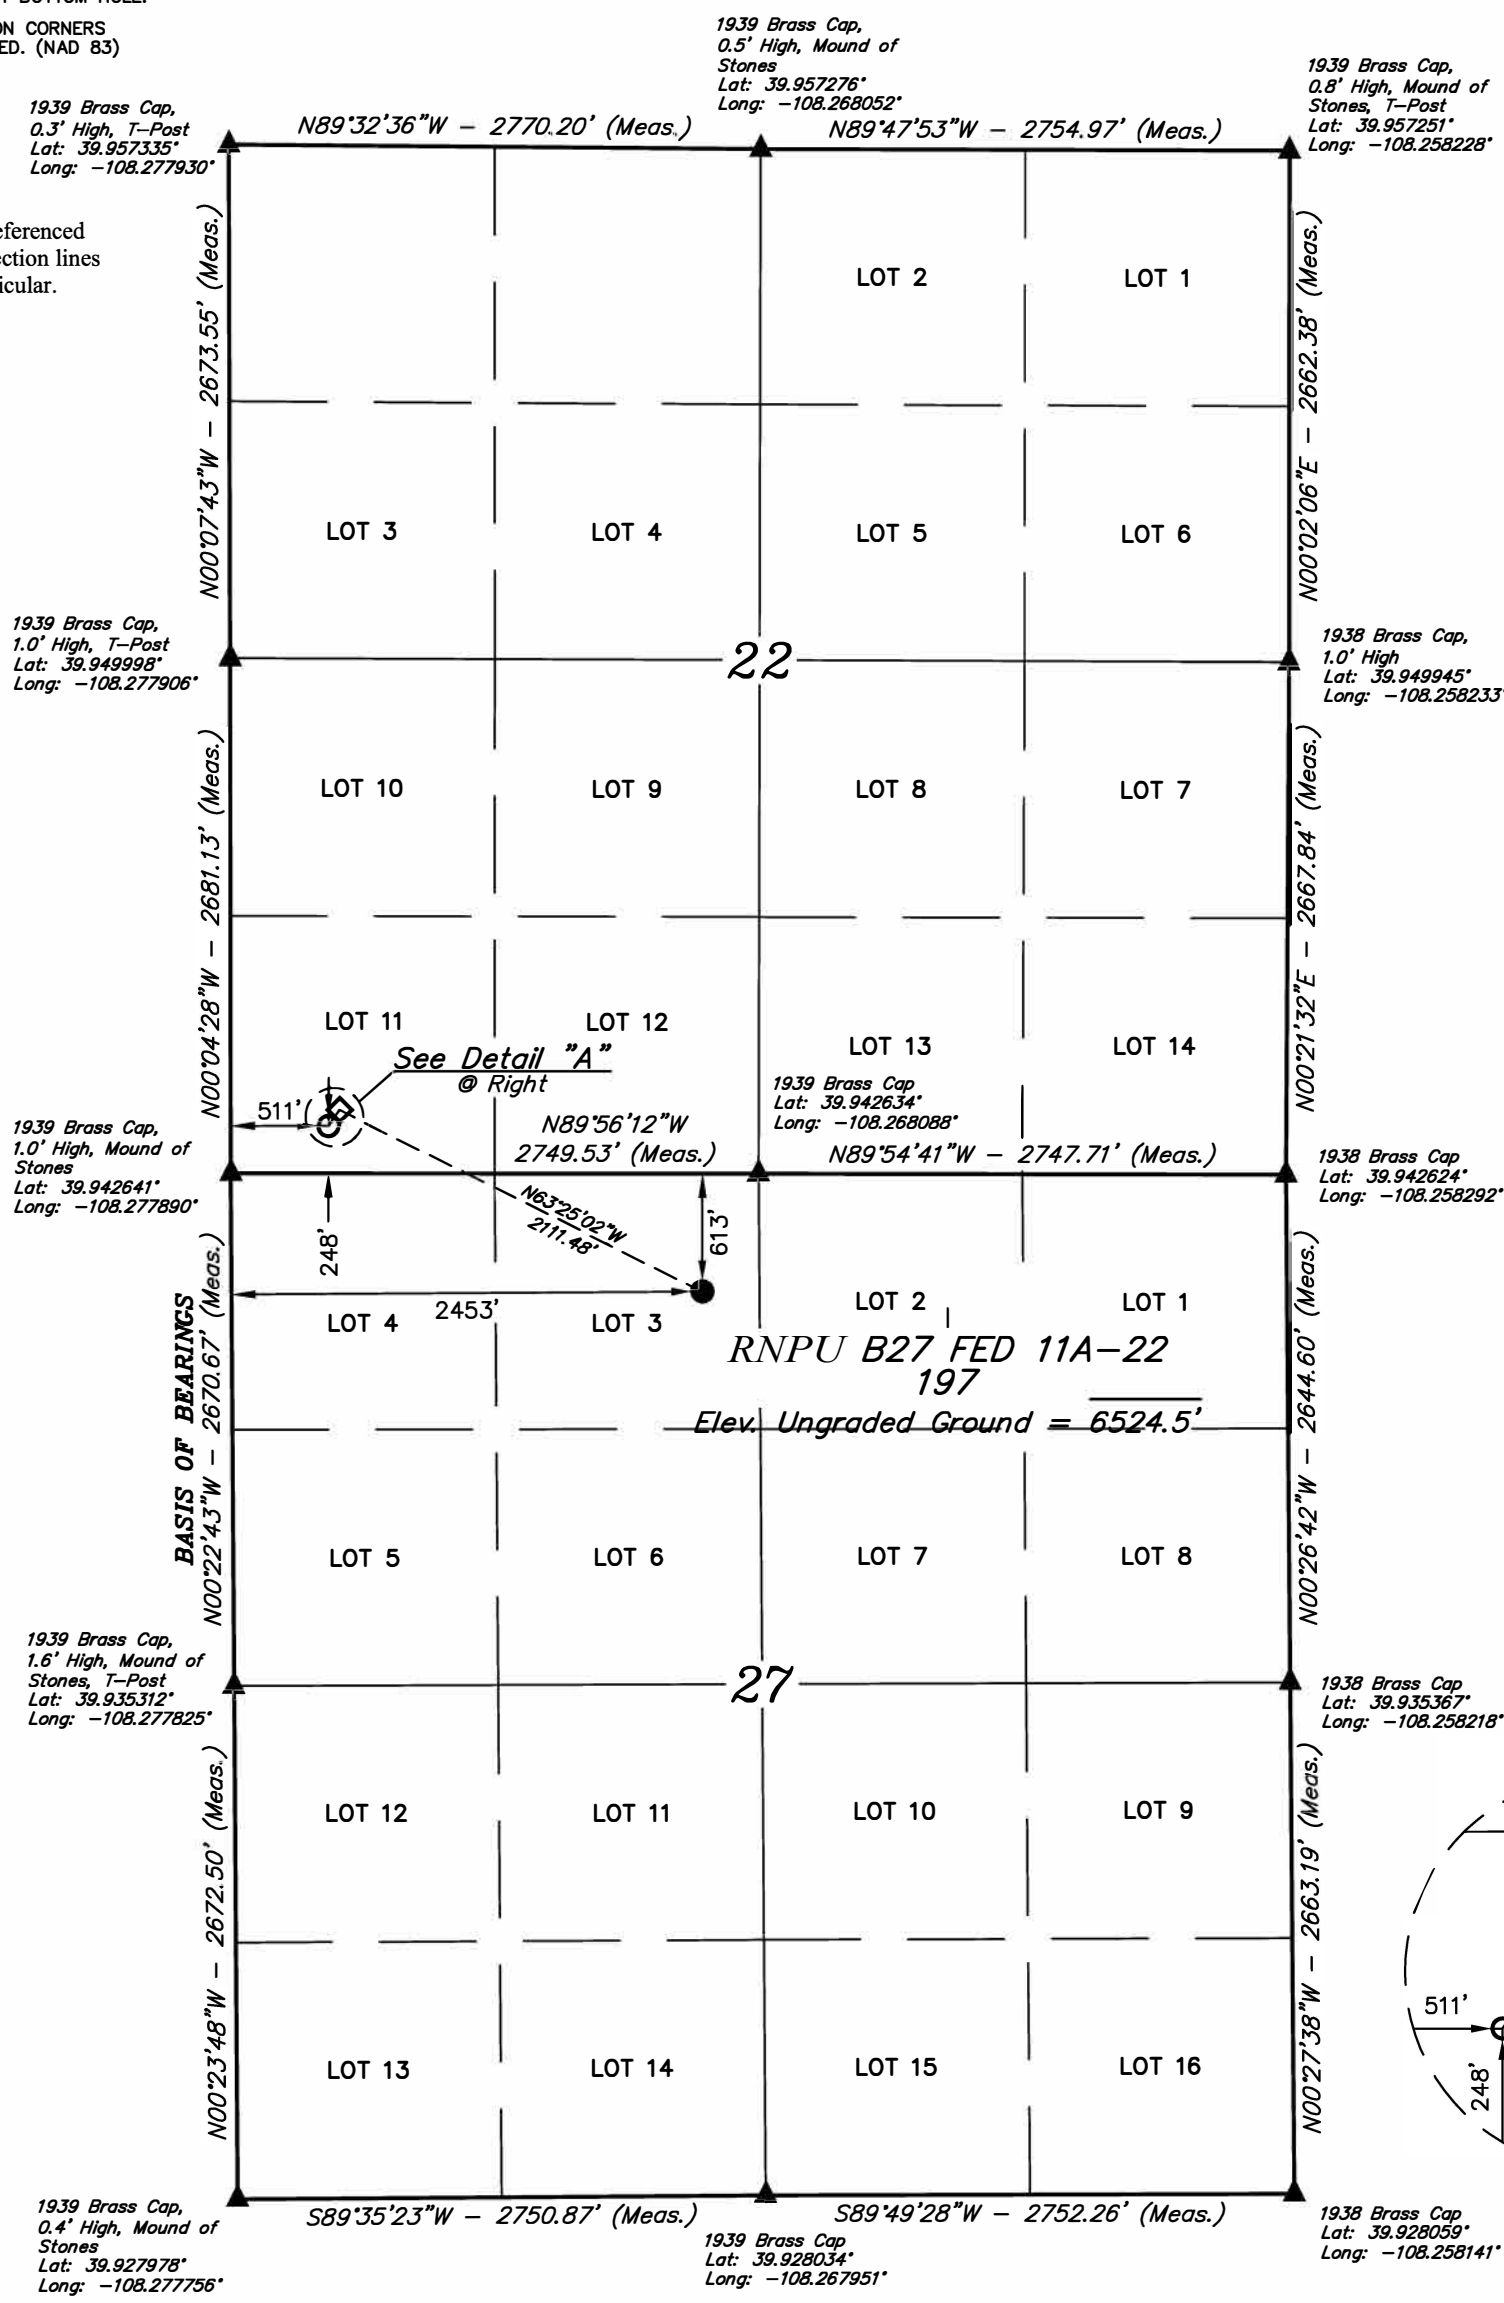 ON CORNERS
ED. (NAD 83)
1939 Brass Cap,
0.5' High, Mound of
Stones
Lat: 39.957276°
Long: -108.268052°
1939 Brass Cap,
0.8' High, Mound of
Stones, T-Post
Lat: 39.957251°
Long: -108.258228°
1939 Brass Cap,
0.3' High, T-Post
Lat: 39.957335°
Long: -108.277930°
N89°32'36"W - 2770.20' (Meas.)
N89°47'53"W - 2754.97' (Meas.)
eferenced
ection lines
icular.
N00°07'43"W - 2673.55' (Meas.)
N00°02'06"E - 2662.38' (Meas.)
LOT 2
LOT 1
LOT 3
LOT 4
LOT 5
LOT 6
1939 Brass Cap,
1.0' High, T-Post
Lat: 39.949998°
Long: -108.277906°
22
1938 Brass Cap,
1.0' High
Lat: 39.949945°
Long: -108.258233°
N00°04'28"W - 2681.13' (Meas.)
N00°21'32"E - 2667.84' (Meas.)
LOT 10
LOT 9
LOT 8
LOT 7
LOT 11
LOT 12
LOT 13
LOT 14
See Detail "A"
@ Right
511'
1939 Brass Cap
Lat: 39.942634°
Long: -108.268088°
1939 Brass Cap,
1.0' High, Mound of
Stones
Lat: 39.942641°
Long: -108.277890°
N89°56'12"W
2749.53' (Meas.)
N89°54'41"W - 2747.71' (Meas.)
1938 Brass Cap
Lat: 39.942624°
Long: -108.258292°
248'
N63°25'02"W
2111.48'
613'
2453'
BASIS OF BEARINGS
N00°22'43"W - 2670.67' (Meas.)
N00°26'42"W - 2644.60' (Meas.)
LOT 4
LOT 3
LOT 2
LOT 1
RNPU B27 FED 11A-22
197
Elev. Ungraded Ground = 6524.5'
LOT 5
LOT 6
LOT 7
LOT 8
1939 Brass Cap,
1.6' High, Mound of
Stones, T-Post
Lat: 39.935312°
Long: -108.277825°
27
1938 Brass Cap
Lat: 39.935367°
Long: -108.258218°
N00°23'48"W - 2672.50' (Meas.)
N00°27'38"W - 2663.19' (Meas.)
LOT 12
LOT 11
LOT 10
LOT 9
511'
248'
LOT 13
LOT 14
LOT 15
LOT 16
1939 Brass Cap,
0.4' High, Mound of
Stones
Lat: 39.927978°
Long: -108.277756°
S89°35'23"W - 2750.87' (Meas.)
S89°49'28"W - 2752.26' (Meas.)
1939 Brass Cap
Lat: 39.928034°
Long: -108.267951°
1938 Brass Cap
Lat: 39.928059°
Long: -108.258141°